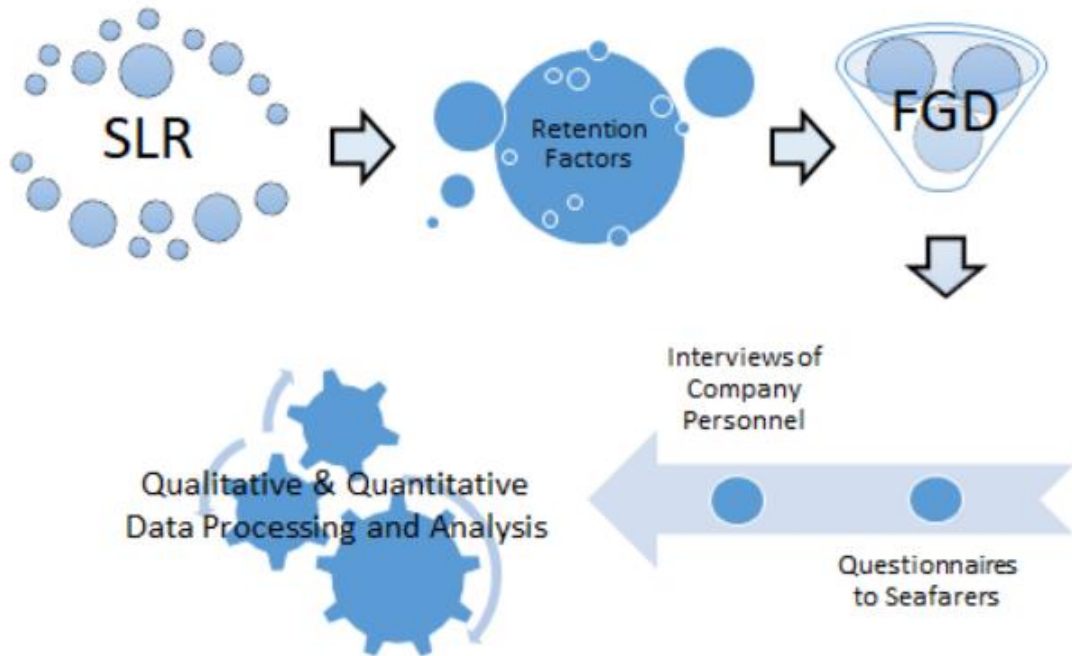 SLR
Retention
Factors
FGD
Interviews of
Company
Personnel
Questionnaires
to Seafarers
Qualitative & Quantitative
Data Processing and Analysis